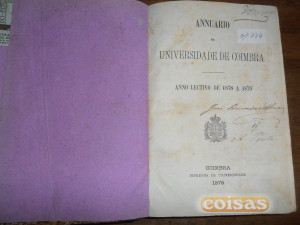 ANNUARIO
DA
UNIVERSIDADE DE COIMBRA
ANNO LECTIVO DE 1878 A 1879
COIMBRA
IMPRENSA DA UNIVERSIDADE
1878
coisas